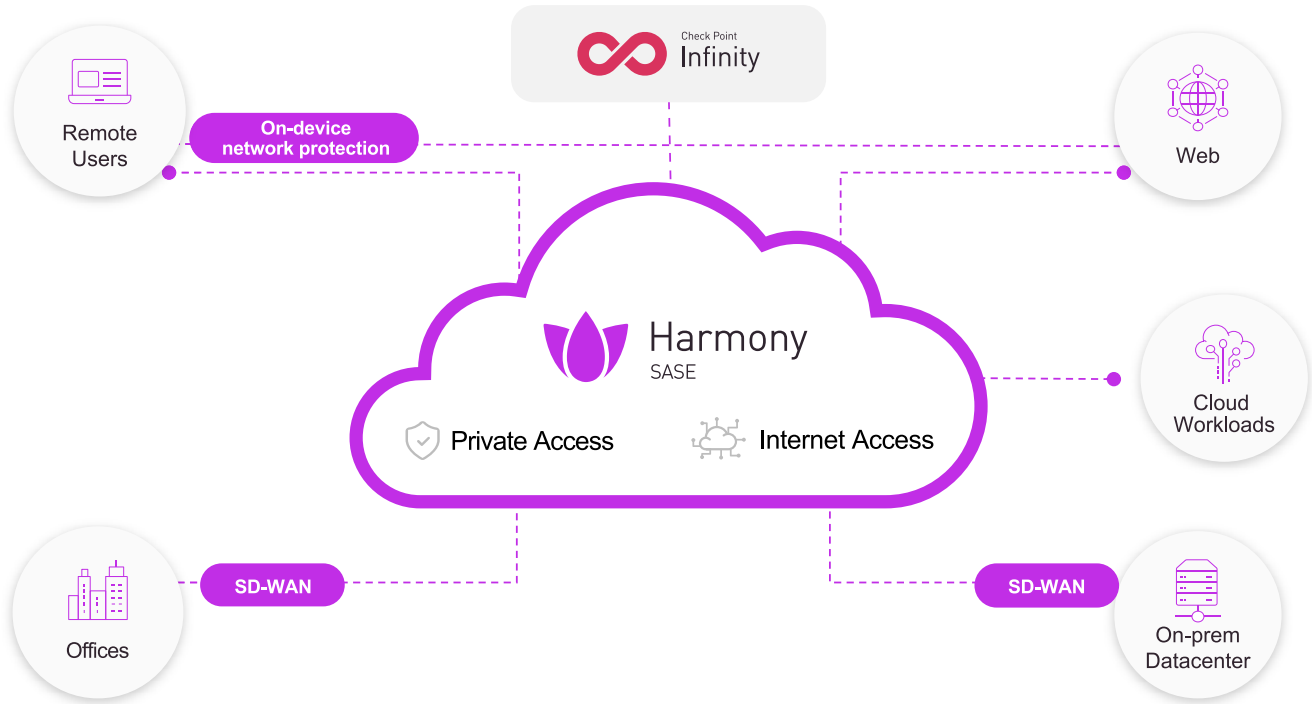 Check Point
Infinity
Remote
Users
On-device
network protection
Web
Harmony
SASE
Private Access
Internet Access
Cloud
Workloads
Offices
SD-WAN
SD-WAN
On-prem
Datacenter